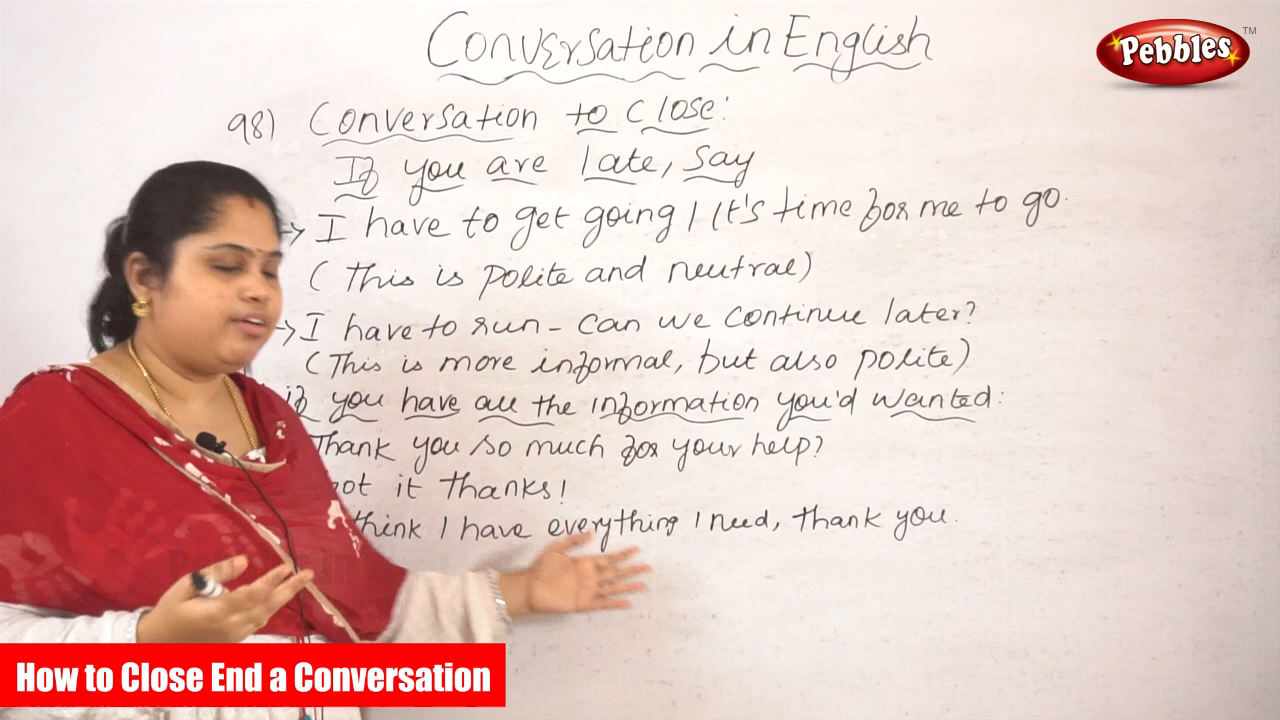 Conversation in English
Pebbles TM
98) Conversation to Close:
If you are late, say
→ I have to get going / It's time for me to go.
(This is polite and neutral)
→ I have to run - Can we continue later?
(This is more informal, but also polite)
if you have all the information you'd wanted:
Thank you so much for your help?
it thanks!
think I have everything I need, thank you.
How to Close End a Conversation